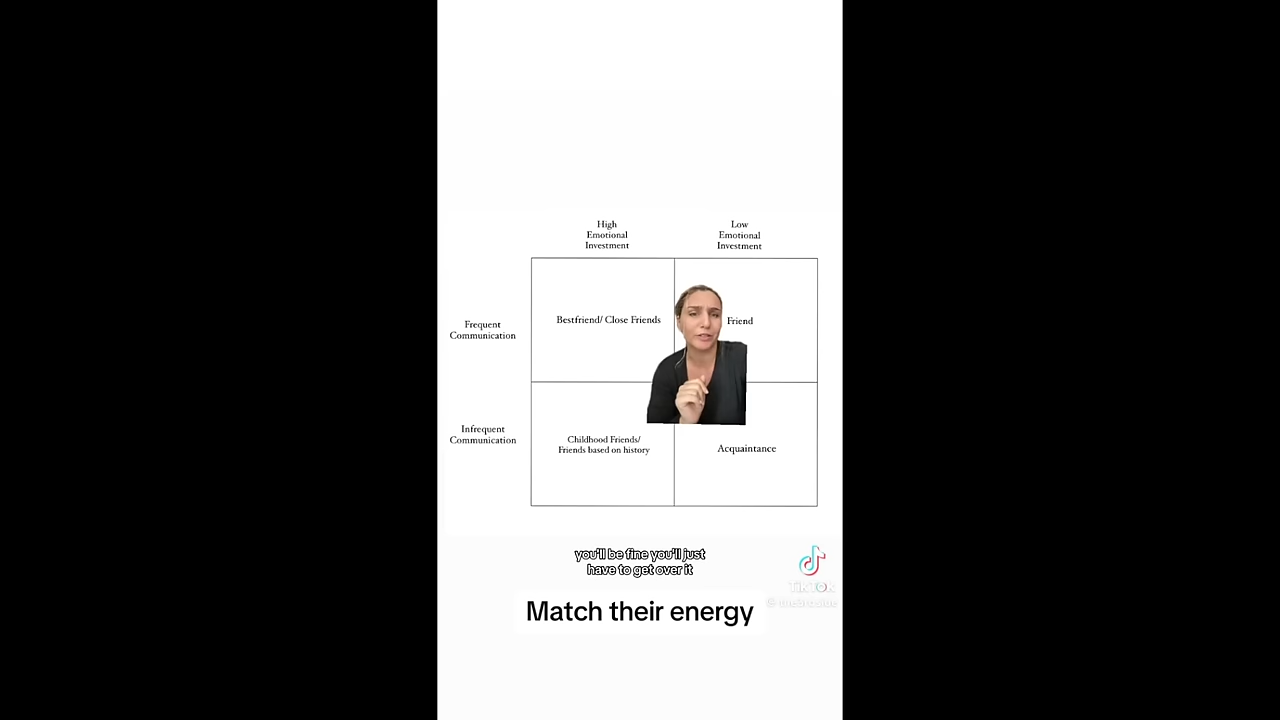 High
Emotional
Investment
Low
Emotional
Investment
Frequent
Communication
Bestfriend/ Close Friends
Friend
Infrequent
Communication
Childhood Friends/
Friends based on history
Acquaintance
you'll be fine you'll just
have to get over it
Match their energy
TikTok